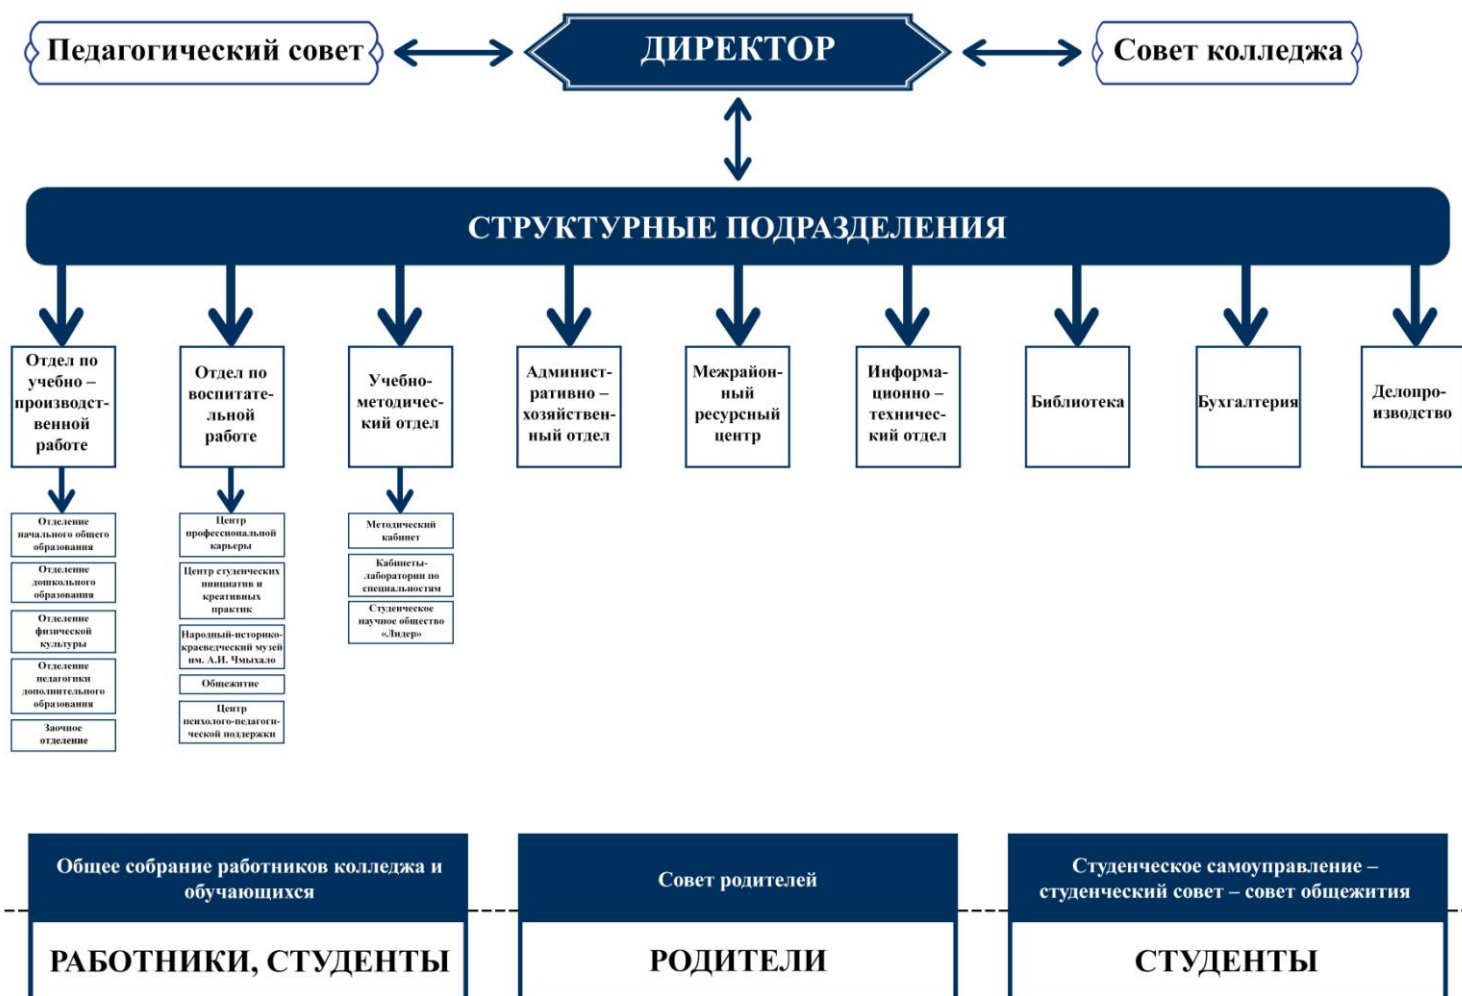 Педагогический совет
ДИРЕКТОР
Совет колледжа
СТРУКТУРНЫЕ ПОДРАЗДЕЛЕНИЯ
Отдел по
учебно –
производст-
венной
работе
Отдел по
воспитате-
льной
работе
Учебно-
методичес-
кий отдел
Админист-
ративно –
хозяйствен-
ный отдел
Межрайон-
ный
ресурсный
центр
Информа-
ционно –
техничес-
кий отдел
Библиотека
Бухгалтерия
Делопро-
изводство
Отделение
начального общего
образования
Отделение
дошкольного
образования
Отделение
физической
культуры
Отделение
педагогики
дополнительного
образования
Заочное
отделение
Центр
профессиональной
карьеры
Центр студенческих
инициатив и
креативных
практик
Народный-историко-
краеведческий музей
им. А.И. Чмыхало
Общежитие
Центр
психолого-педагоги-
ческой поддержки
Методический
кабинет
Кабинеты-
лаборатории по
специальностям
Студенческое
научное общество
«Лидер»
Общее собрание работников колледжа и
обучающихся
РАБОТНИКИ, СТУДЕНТЫ
Совет родителей
РОДИТЕЛИ
Студенческое самоуправление –
студенческий совет – совет общежития
СТУДЕНТЫ